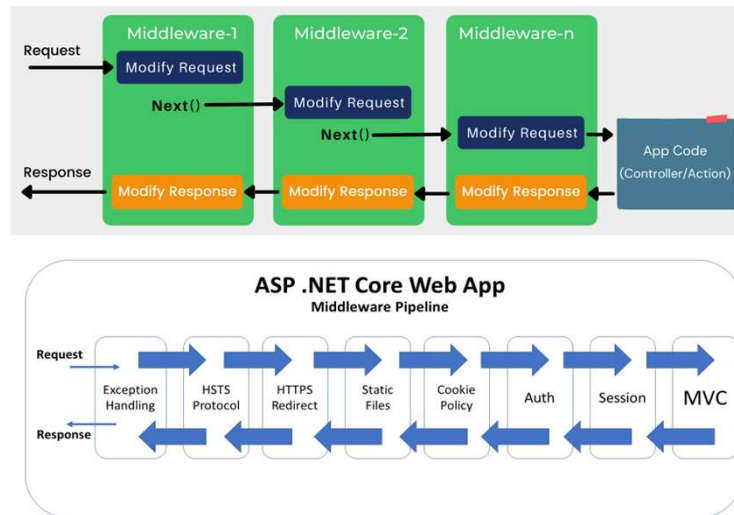 Middleware-1 Middleware-2 Middleware-n
Request
Modify Request
Next()
Modify Request
Next()
Modify Request
App Code
(Controller/Action)
Response
Modify Response Modify Response Modify Response
ASP .NET Core Web App
Middleware Pipeline
Request
Exception
Handling
HSTS
Protocol
HTTPS
Redirect
Static
Files
Cookie
Policy
Auth
Session
MVC
Response